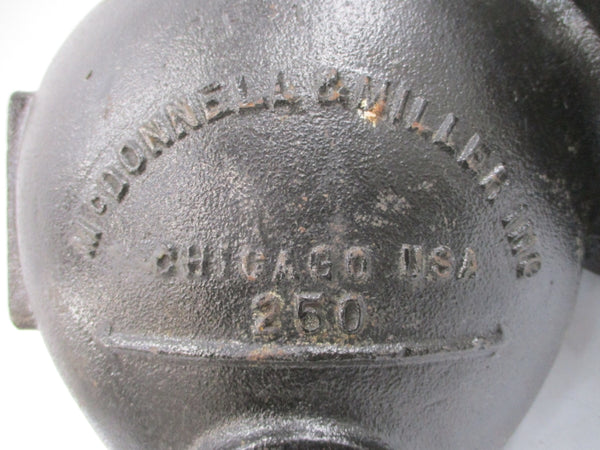 McDONNELL & MILLER INC
CHICAGO USA
250